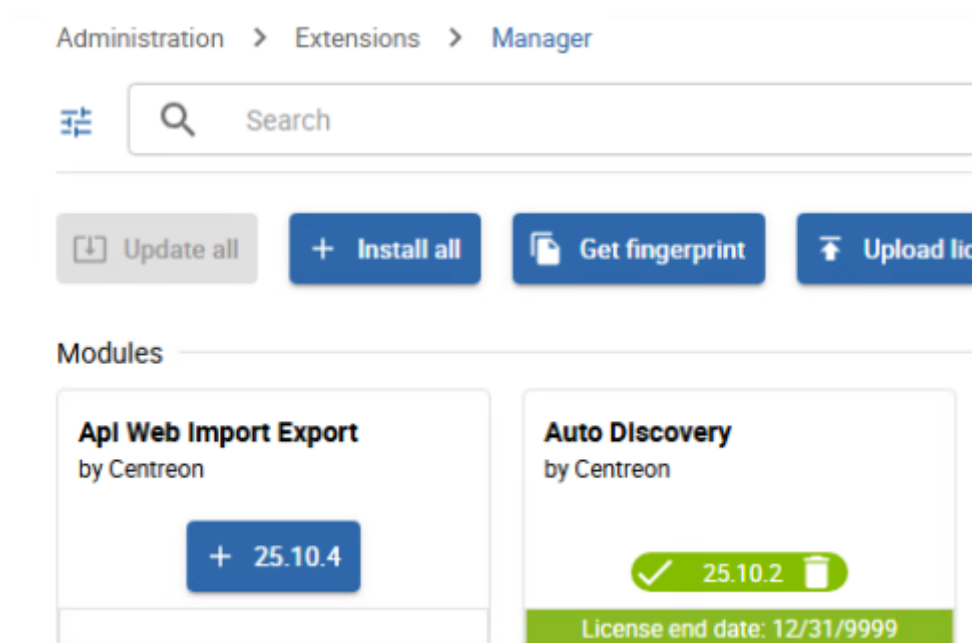 Administration > Extensions > Manager
Search
Update all
+ Install all
Get fingerprint
Upload lic
Modules
Api Web Import Export
by Centreon
+ 25.10.4
Auto Discovery
by Centreon
25.10.2
License end date: 12/31/9999